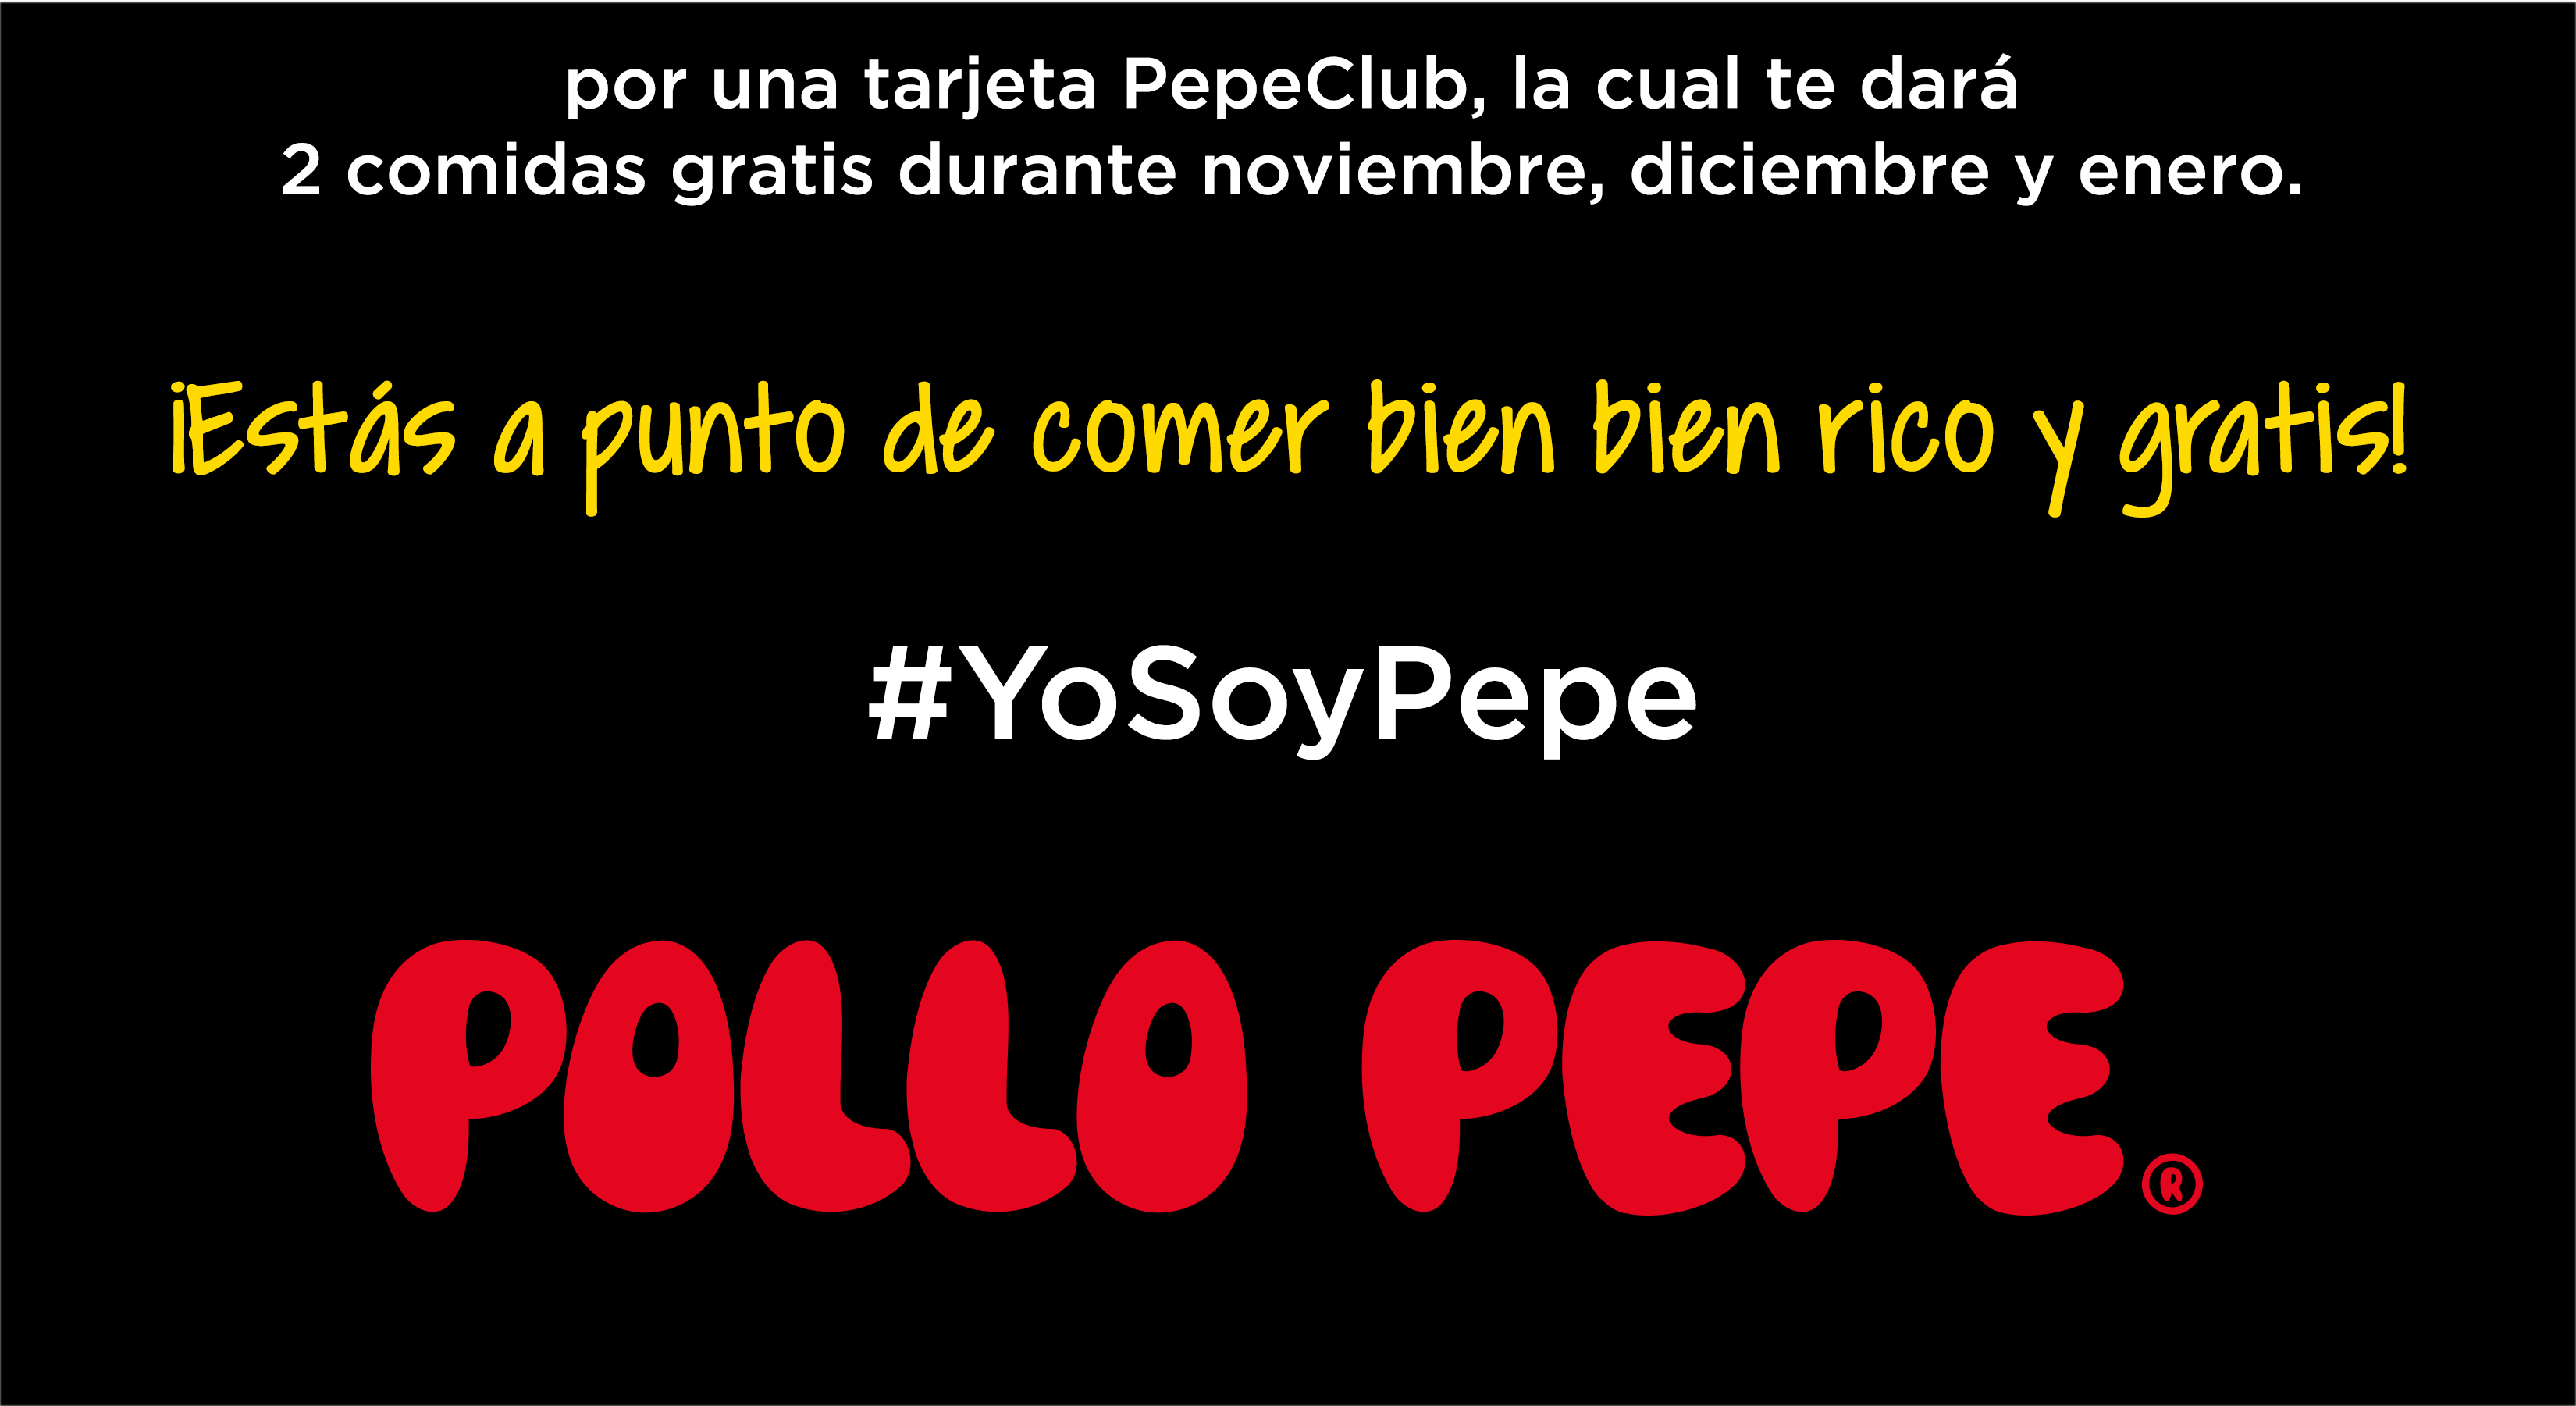 por una tarjeta PepeClub, la cual te dará
2 comidas gratis durante noviembre, diciembre y enero.
¡Estás a punto de comer bien bien rico y gratis!
#YoSoyPepe
POLLO PEPE®